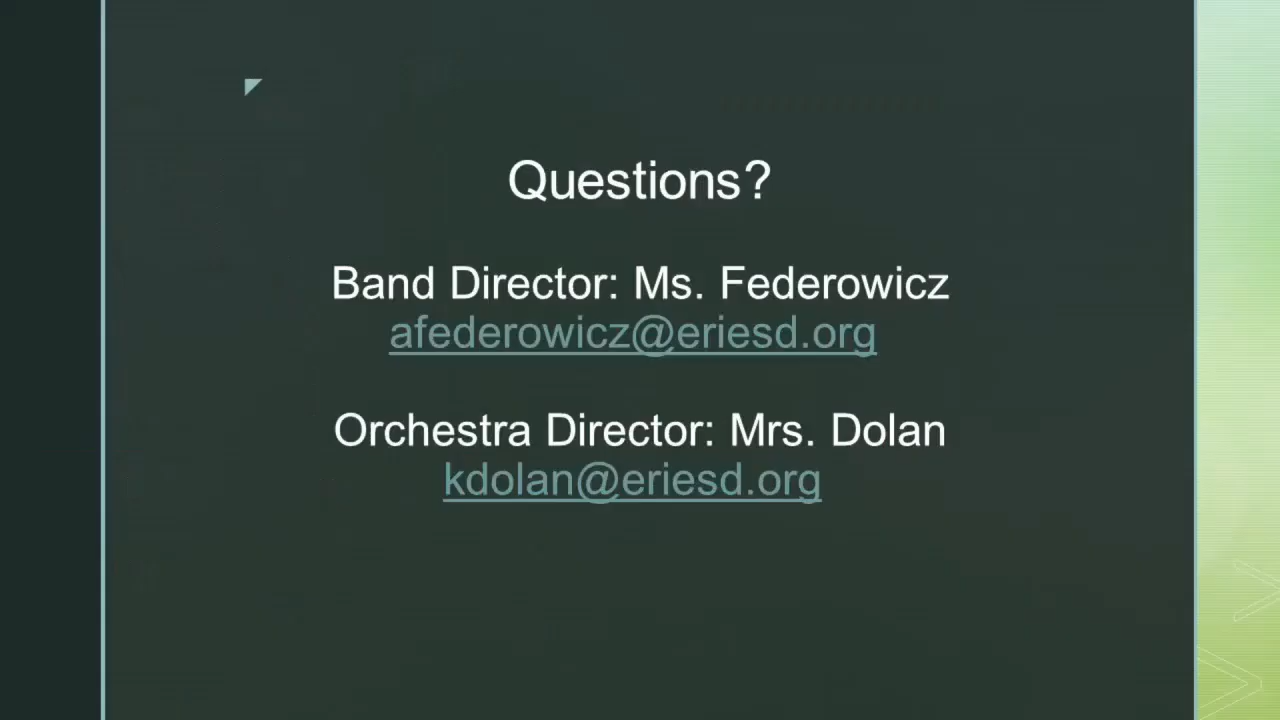 Questions?
Band Director: Ms. Federowicz
afederowicz@eriesd.org
Orchestra Director: Mrs. Dolan
kdolan@eriesd.org